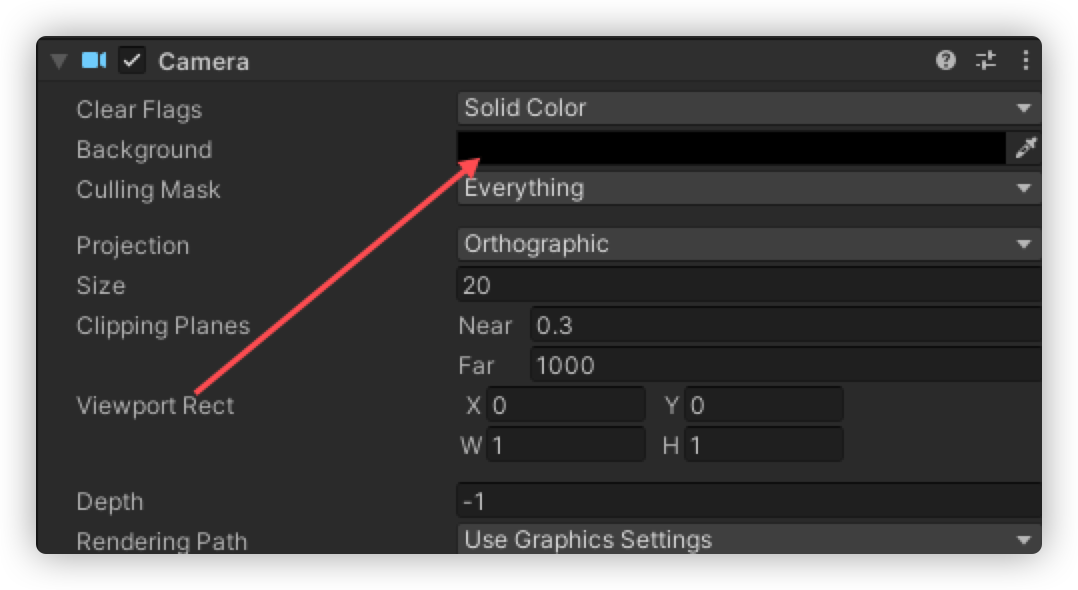 Camera
Clear Flags Solid Color
Background
Culling Mask Everything
Projection Orthographic
Size 20
Clipping Planes Near 0.3
Far 1000
Viewport Rect X 0 Y 0
W 1 H 1
Depth -1
Rendering Path Use Graphics Settings